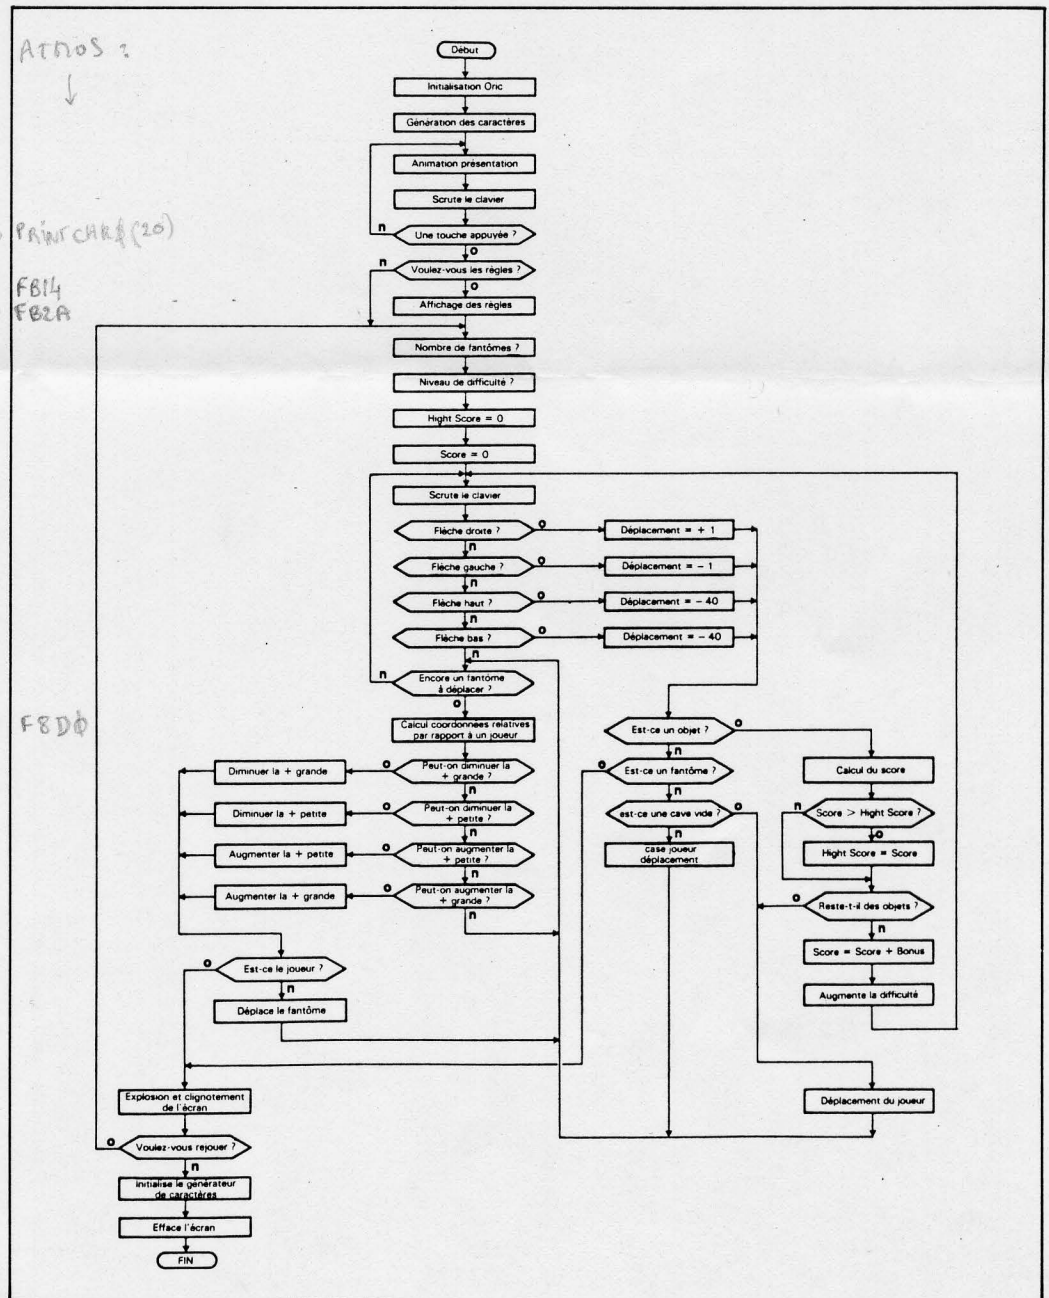 ATMOS ?
PRINT CHR$(20)
FB14
FB2A
F8DØ
Début
Initialisation Oric
Génération des caractères
Animation présentation
Scrute le clavier
n
Une touche appuyée ?
o
n
Voulez-vous les règles ?
o
Affichage des règles
Nombre de fantômes ?
Niveau de difficulté ?
Hight Score = 0
Score = 0
Scrute le clavier
Flèche droite ?
o
Déplacement = + 1
n
Flèche gauche ?
o
Déplacement = - 1
n
Flèche haut ?
o
Déplacement = - 40
n
Flèche bas ?
o
Déplacement = - 40
n
n
Encore un fantôme
à déplacer ?
o
Calcul coordonnées relatives
par rapport à un joueur
Diminuer la + grande
o
Peut-on diminuer la
+ grande ?
n
Diminuer la + petite
o
Peut-on diminuer la
+ petite ?
n
Augmenter la + petite
o
Peut-on augmenter la
+ petite ?
n
Augmenter la + grande
o
Peut-on augmenter la
+ grande ?
n
Est-ce un objet ?
o
n
o
Est-ce un fantôme ?
n
est-ce une cave vide ?
o
n
case joueur
déplacement
Calcul du score
n
Score > Hight Score ?
o
Hight Score = Score
o
Reste-t-il des objets ?
n
Score = Score + Bonus
Augmente la difficulté
Déplacement du joueur
o
Est-ce le joueur ?
n
Déplace le fantôme
Explosion et clignotement
de l'écran
o
Voulez-vous rejouer ?
n
Initialise le générateur
de caractères
Efface l'écran
FIN